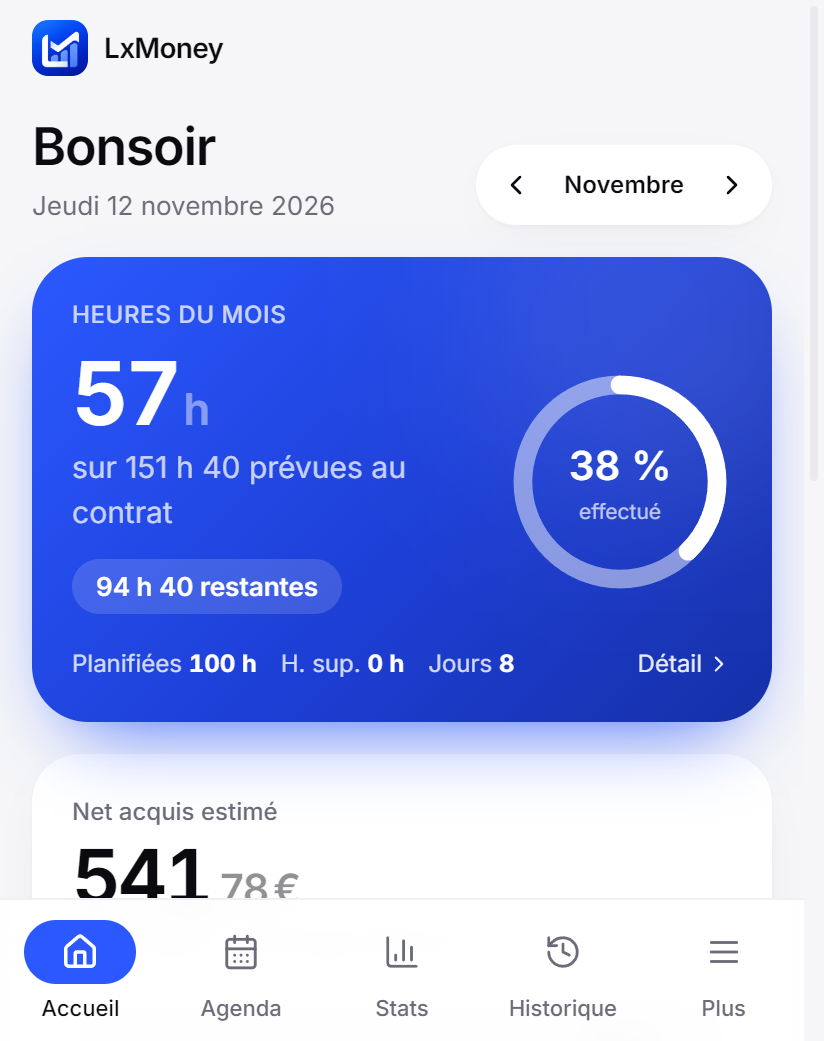 LxMoney
Bonsoir
Jeudi 12 novembre 2026
Novembre
HEURES DU MOIS
57 h
sur 151 h 40 prévues au
contrat
38 %
effectué
94 h 40 restantes
Planifiées 100 h H. sup. 0 h Jours 8 Détail
Net acquis estimé
541 78 €
Accueil Agenda Stats Historique Plus